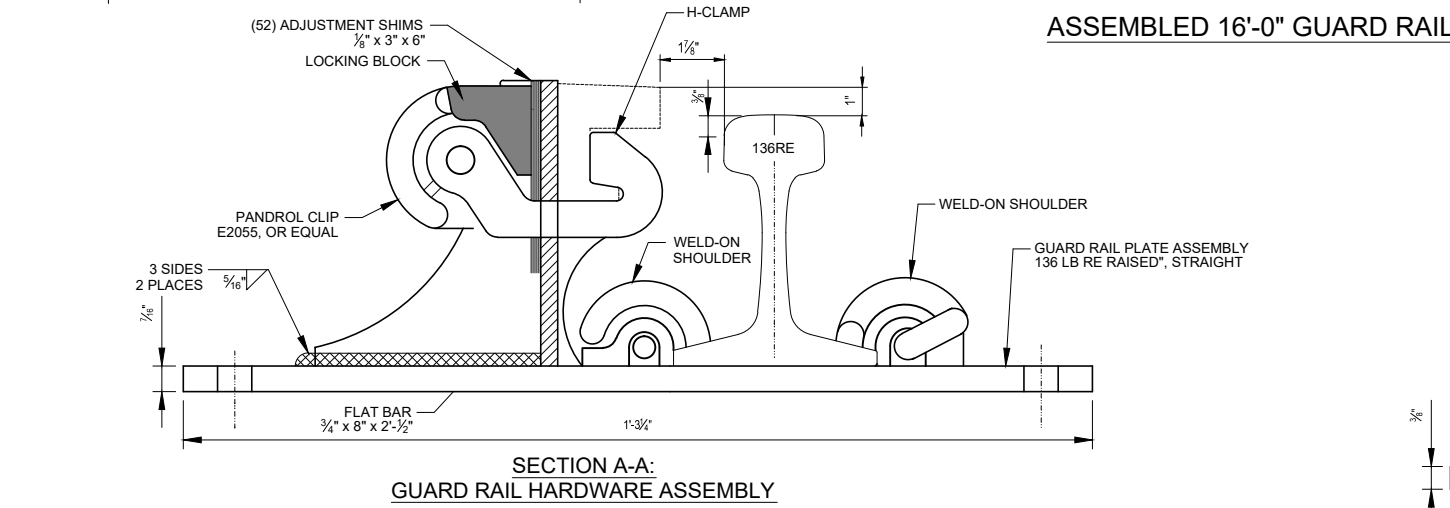 ASSEMBLED 16'-0" GUARD RAIL
(52) ADJUSTMENT SHIMS
⅛" x 3" x 6"
LOCKING BLOCK
H-CLAMP
1⅞"
⅜"
1"
136RE
PANDROL CLIP
E2055, OR EQUAL
WELD-ON
SHOULDER
WELD-ON SHOULDER
GUARD RAIL PLATE ASSEMBLY
136 LB RE RAISED", STRAIGHT
3 SIDES
2 PLACES
5⁄16"
7⁄16"
FLAT BAR
¾" x 8" x 2'-½"
1'-3¼"
⅜"
SECTION A-A:
GUARD RAIL HARDWARE ASSEMBLY